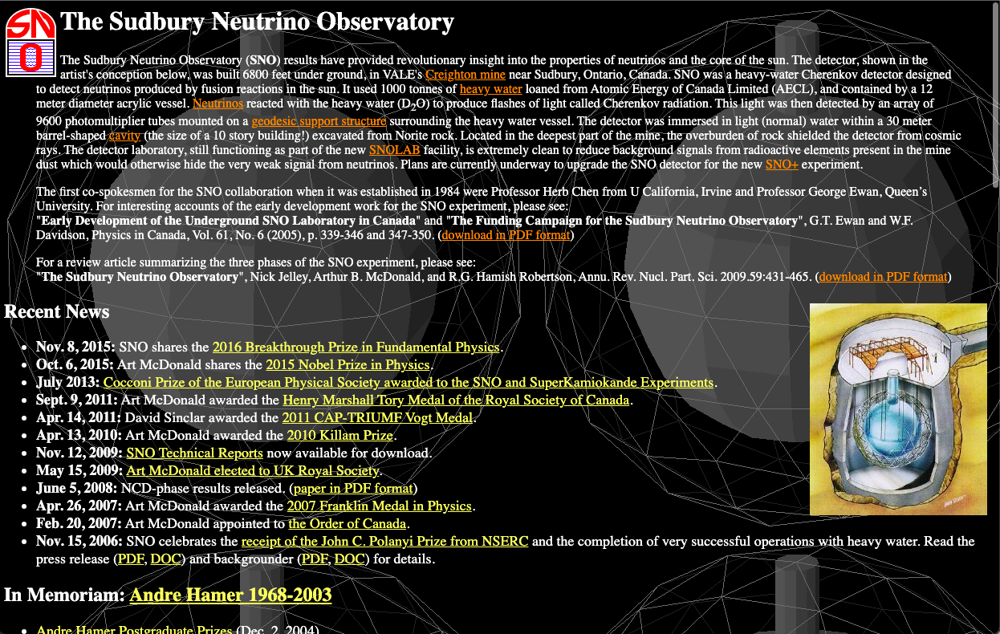 SN
O
The Sudbury Neutrino Observatory
The Sudbury Neutrino Observatory (SNO) results have provided revolutionary insight into the properties of neutrinos and the core of the sun. The detector, shown in the
artist's conception below, was built 6800 feet under ground, in VALE's Creighton mine near Sudbury, Ontario, Canada. SNO was a heavy-water Cherenkov detector designed
to detect neutrinos produced by fusion reactions in the sun. It used 1000 tonnes of heavy water loaned from Atomic Energy of Canada Limited (AECL), and contained by a 12
meter diameter acrylic vessel. Neutrinos reacted with the heavy water (D2O) to produce flashes of light called Cherenkov radiation. This light was then detected by an array of
9600 photomultiplier tubes mounted on a geodesic support structure surrounding the heavy water vessel. The detector was immersed in light (normal) water within a 30 meter
barrel-shaped cavity (the size of a 10 story building!) excavated from Norite rock. Located in the deepest part of the mine, the overburden of rock shielded the detector from cosmic
rays. The detector laboratory, still functioning as part of the new SNOLAB facility, is extremely clean to reduce background signals from radioactive elements present in the mine
dust which would otherwise hide the very weak signal from neutrinos. Plans are currently underway to upgrade the SNO detector for the new SNO+ experiment.
The first co-spokesmen for the SNO collaboration when it was established in 1984 were Professor Herb Chen from U California, Irvine and Professor George Ewan, Queen’s
University. For interesting accounts of the early development work for the SNO experiment, please see:
"Early Development of the Underground SNO Laboratory in Canada" and "The Funding Campaign for the Sudbury Neutrino Observatory", G.T. Ewan and W.F.
Davidson, Physics in Canada, Vol. 61, No. 6 (2005), p. 339-346 and 347-350. (download in PDF format)
For a review article summarizing the three phases of the SNO experiment, please see:
"The Sudbury Neutrino Observatory", Nick Jelley, Arthur B. McDonald, and R.G. Hamish Robertson, Annu. Rev. Nucl. Part. Sci. 2009.59:431-465. (download in PDF format)
Recent News
• Nov. 8, 2015: SNO shares the 2016 Breakthrough Prize in Fundamental Physics.
• Oct. 6, 2015: Art McDonald shares the 2015 Nobel Prize in Physics.
• July 2013: Cocconi Prize of the European Physical Society awarded to the SNO and SuperKamiokande Experiments.
• Sept. 9, 2011: Art McDonald awarded the Henry Marshall Tory Medal of the Royal Society of Canada.
• Apr. 14, 2011: David Sinclar awarded the 2011 CAP-TRIUMF Vogt Medal.
• Apr. 13, 2010: Art McDonald awarded the 2010 Killam Prize.
• Nov. 12, 2009: SNO Technical Reports now available for download.
• May 15, 2009: Art McDonald elected to UK Royal Society.
• June 5, 2008: NCD-phase results released. (paper in PDF format)
• Apr. 26, 2007: Art McDonald awarded the 2007 Franklin Medal in Physics.
• Feb. 20, 2007: Art McDonald appointed to the Order of Canada.
• Nov. 15, 2006: SNO celebrates the receipt of the John C. Polanyi Prize from NSERC and the completion of very successful operations with heavy water. Read the
press release (PDF, DOC) and backgrounder (PDF, DOC) for details.
In Memoriam: Andre Hamer 1968-2003
• Andre Hamer Postgraduate Prizes (Dec. 2, 2004)